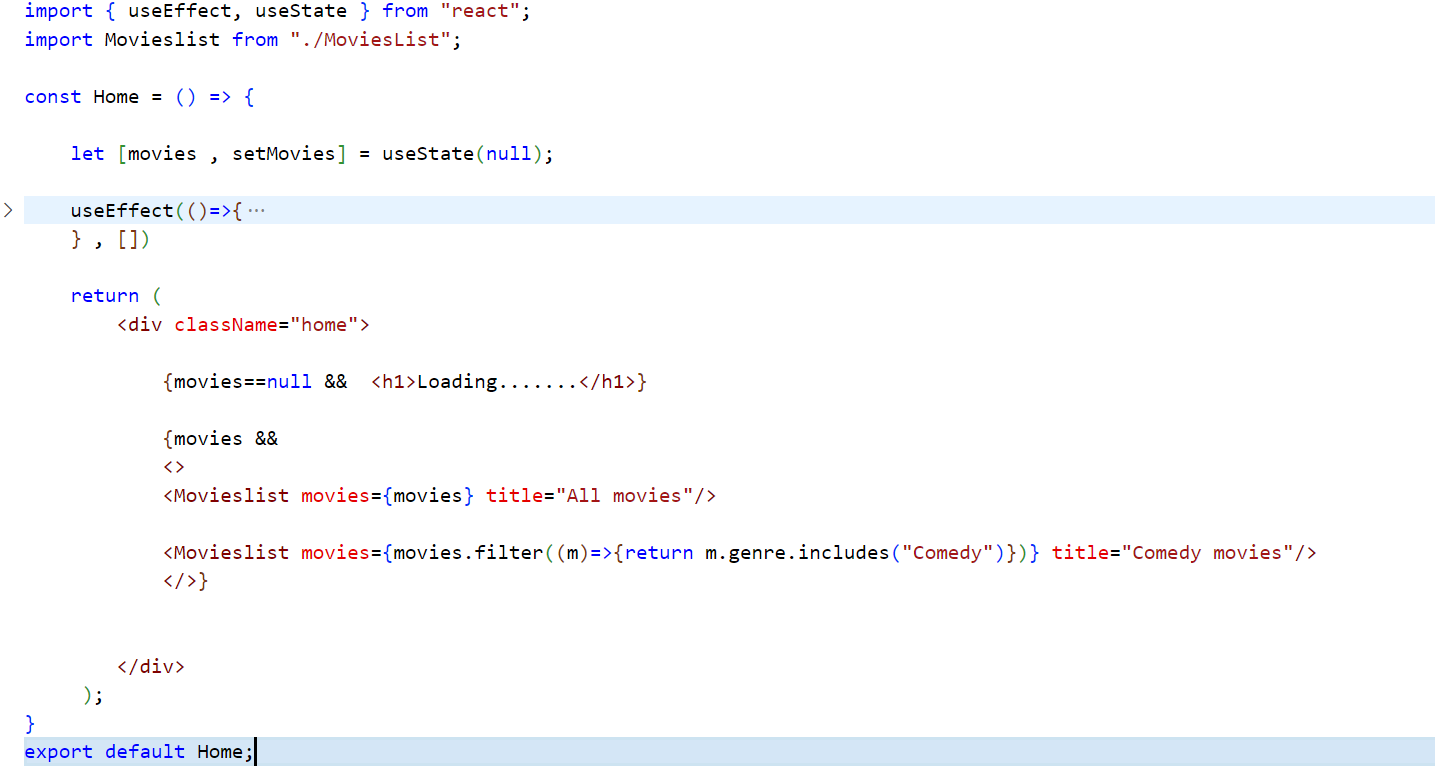 import { useEffect, useState } from "react";
import Movieslist from "./MoviesList";
const Home = () => {
let [movies , setMovies] = useState(null);
useEffect(()=>{ ···
} , [])
return (
<div className="home">
{movies==null &&  <h1>Loading.......</h1>}
{movies &&
<>
<Movieslist movies={movies} title="All movies"/>
<Movieslist movies={movies.filter((m)=>{return m.genre.includes("Comedy")})} title="Comedy movies"/>
</>}
</div>
);
}
export default Home;